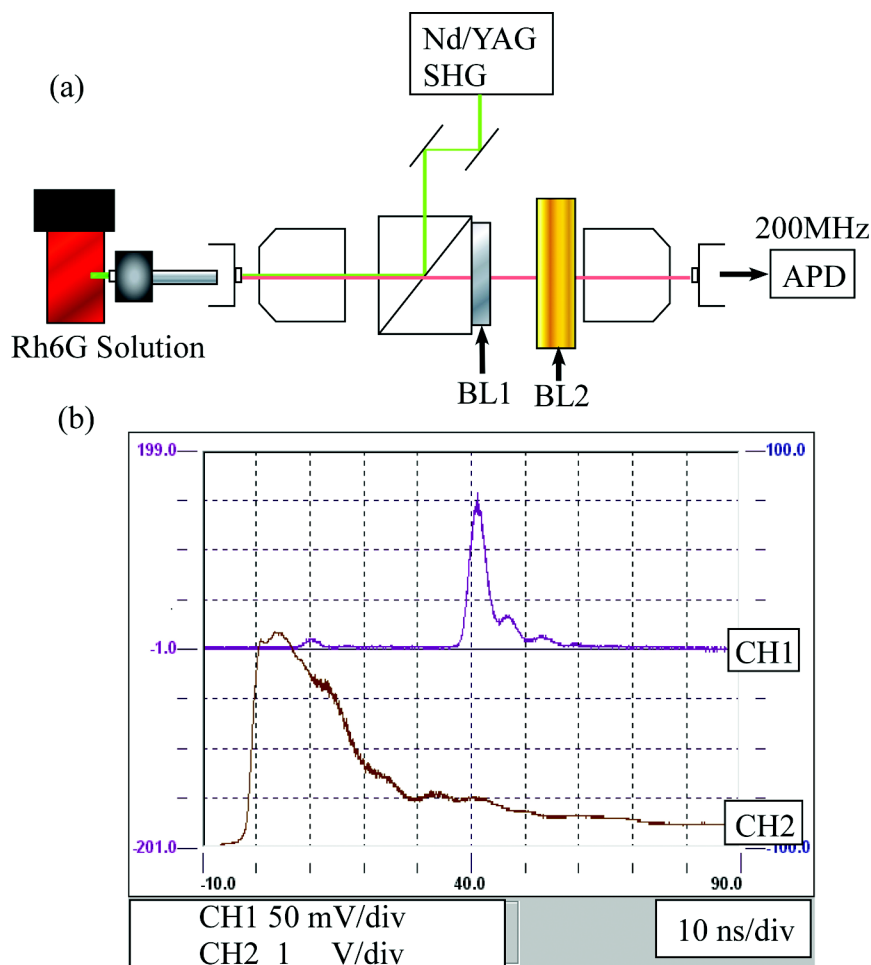 (a)
Nd/YAG
SHG
200MHz
APD
Rh6G Solution
BL1
BL2
(b)
199.0
100.0
-1.0
CH1
CH2
-201.0
-100.0
-10.0
40.0
90.0
CH1 50 mV/div
CH2 1 V/div
10 ns/div